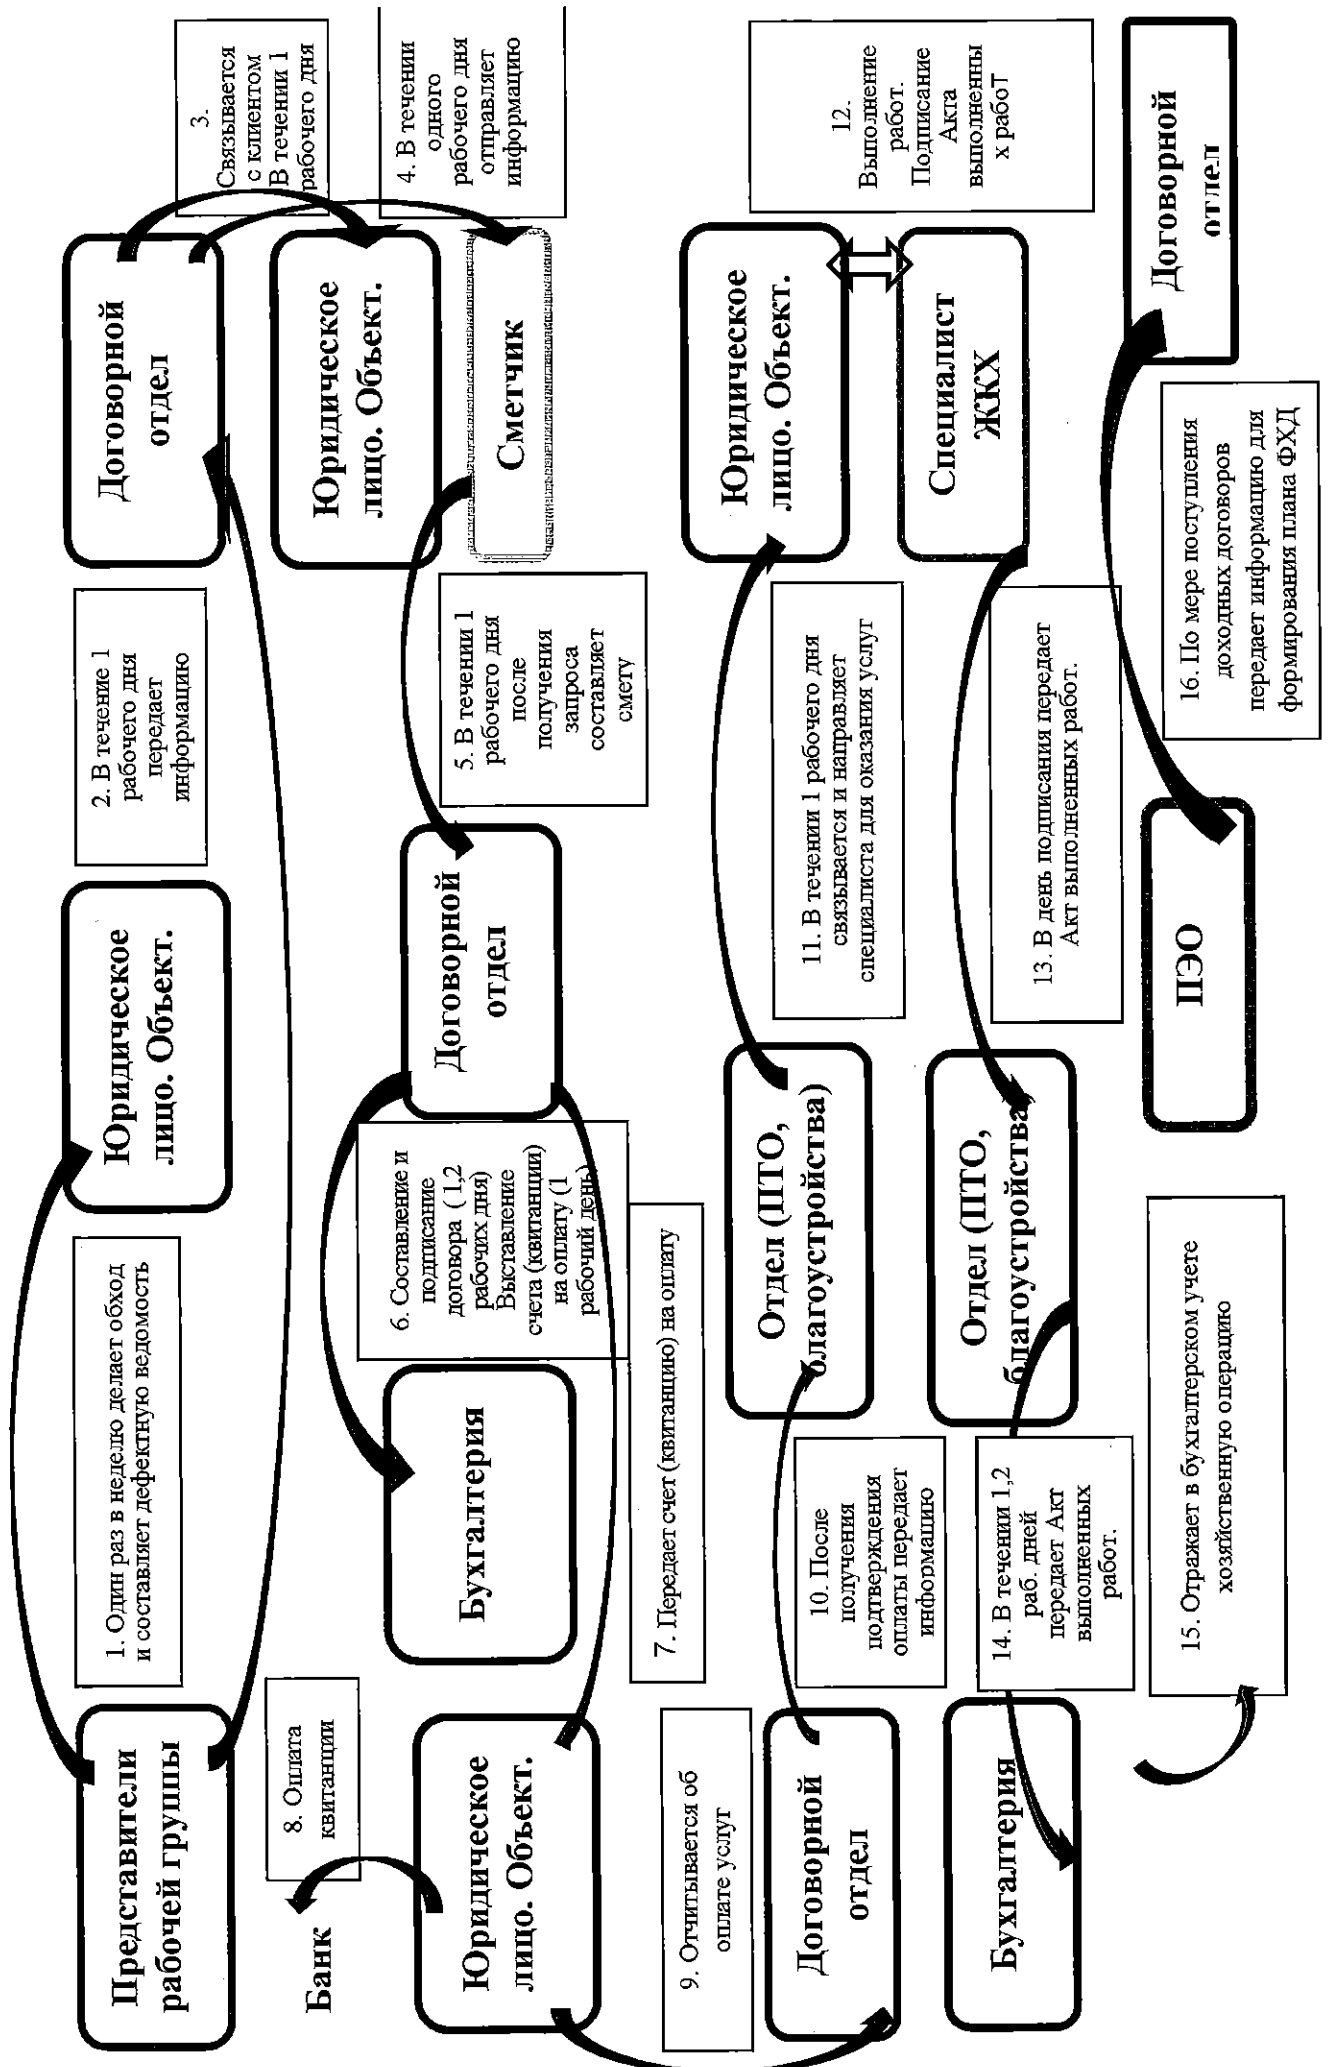 Представители
рабочей группы
1. Один раз в неделю делает обход
и составляет дефектную ведомость
Юридическое
лицо. Объект.
2. В течение 1
рабочего дня
передает
информацию
Договорной
отдел
3.
Связывается
с клиентом
В течении 1
рабочего дня
Юридическое
лицо. Объект.
4. В течении
одного
рабочего дня
отправляет
информацию
Сметчик
5. В течении 1
рабочего дня
после
получения
запроса
составляет
смету
Договорной
отдел
6. Составление и
подписание
договора ( 1,2
рабочих дня)
Выставление
счета (квитанции)
на оплату (1
рабочий день)
Бухгалтерия
7. Передает счет (квитанцию) на оплату
8. Оплата
квитанции
Банк
Юридическое
лицо. Объект.
9. Отчитывается об
оплате услуг
Договорной
отдел
10. После
получения
подтверждения
оплаты передает
информацию
Отдел (ПТО,
благоустройства)
11. В течении 1 рабочего дня
связывается и направляет
специалиста для оказания услуг
Юридическое
лицо. Объект.
12.
Выполнение
работ.
Подписание
Акта
выполненны
х рабоТ
Специалист
ЖКХ
13. В день подписания передает
Акт выполненных работ.
Отдел (ПТО,
благоустройства)
14. В течении 1,2
раб. дней
передает Акт
выполненных
работ.
Бухгалтерия
15. Отражает в бухгалтерском учете
хозяйственную операцию
ПЭО
16. По мере поступления
доходных договоров
передает информацию для
формирования плана ФХД
Договорной
отдел